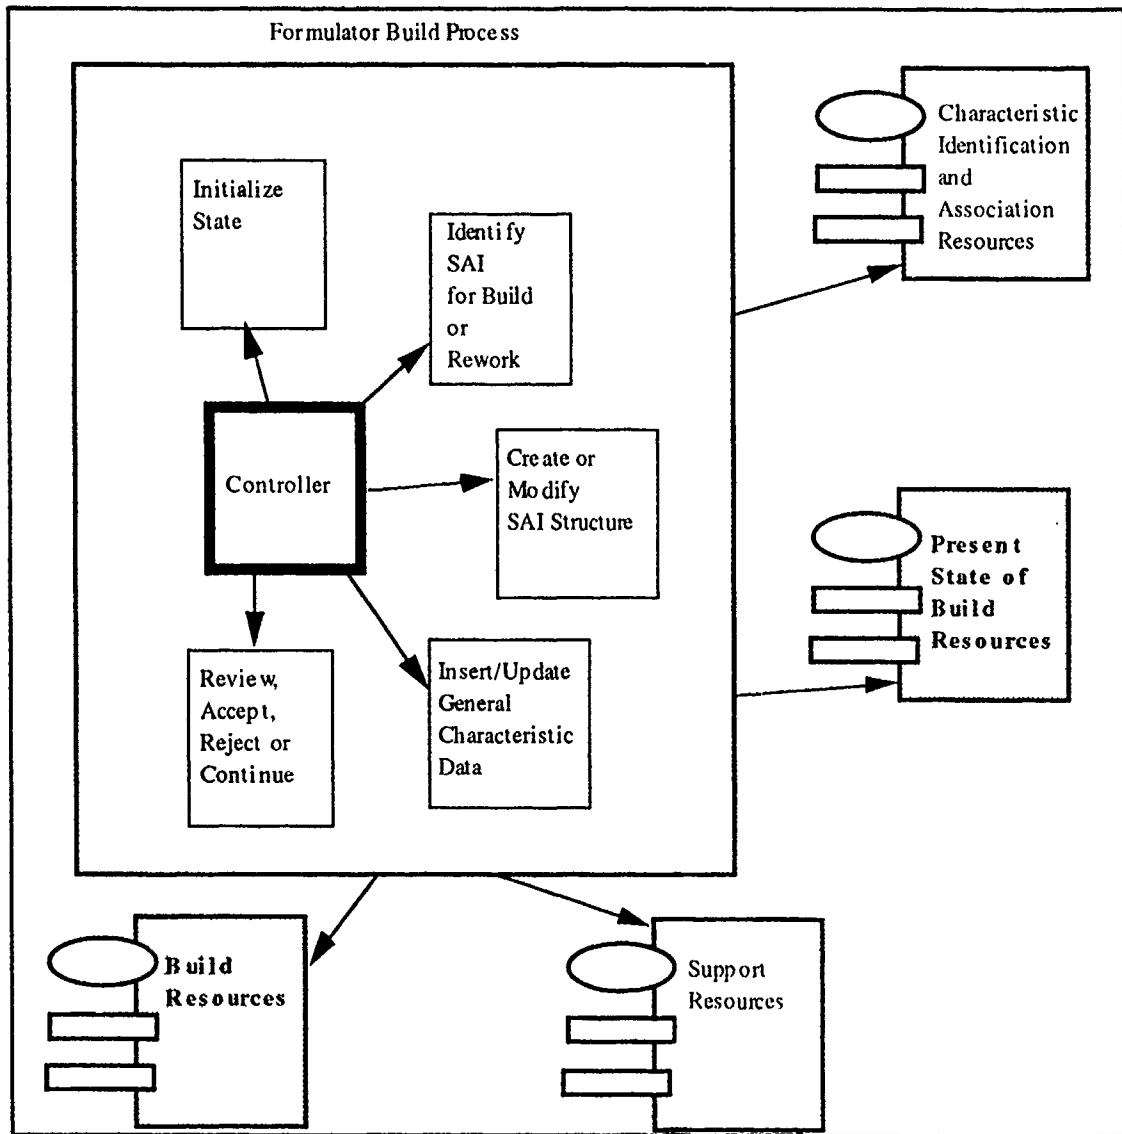 Formulator Build Process
Initialize
State
Identify
SAI
for Build
or
Rework
Controller
Create or
Modify
SAI Structure
Review,
Accept,
Reject or
Continue
Insert/Update
General
Characteristic
Data
Characteristic
Identification
and
Association
Resources
Present
State of
Build
Resources
Build
Resources
Support
Resources